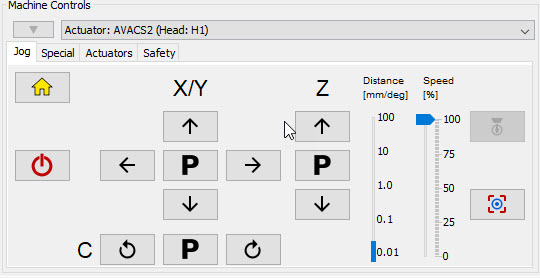 Machine Controls
Actuator: AVACS2 (Head: H1)
Jog Special Actuators Safety
X/Y Z Distance Speed
[mm/deg] [%]
100 100
10 75
P P
1.0 50
0.1 25
C P 0.01 0